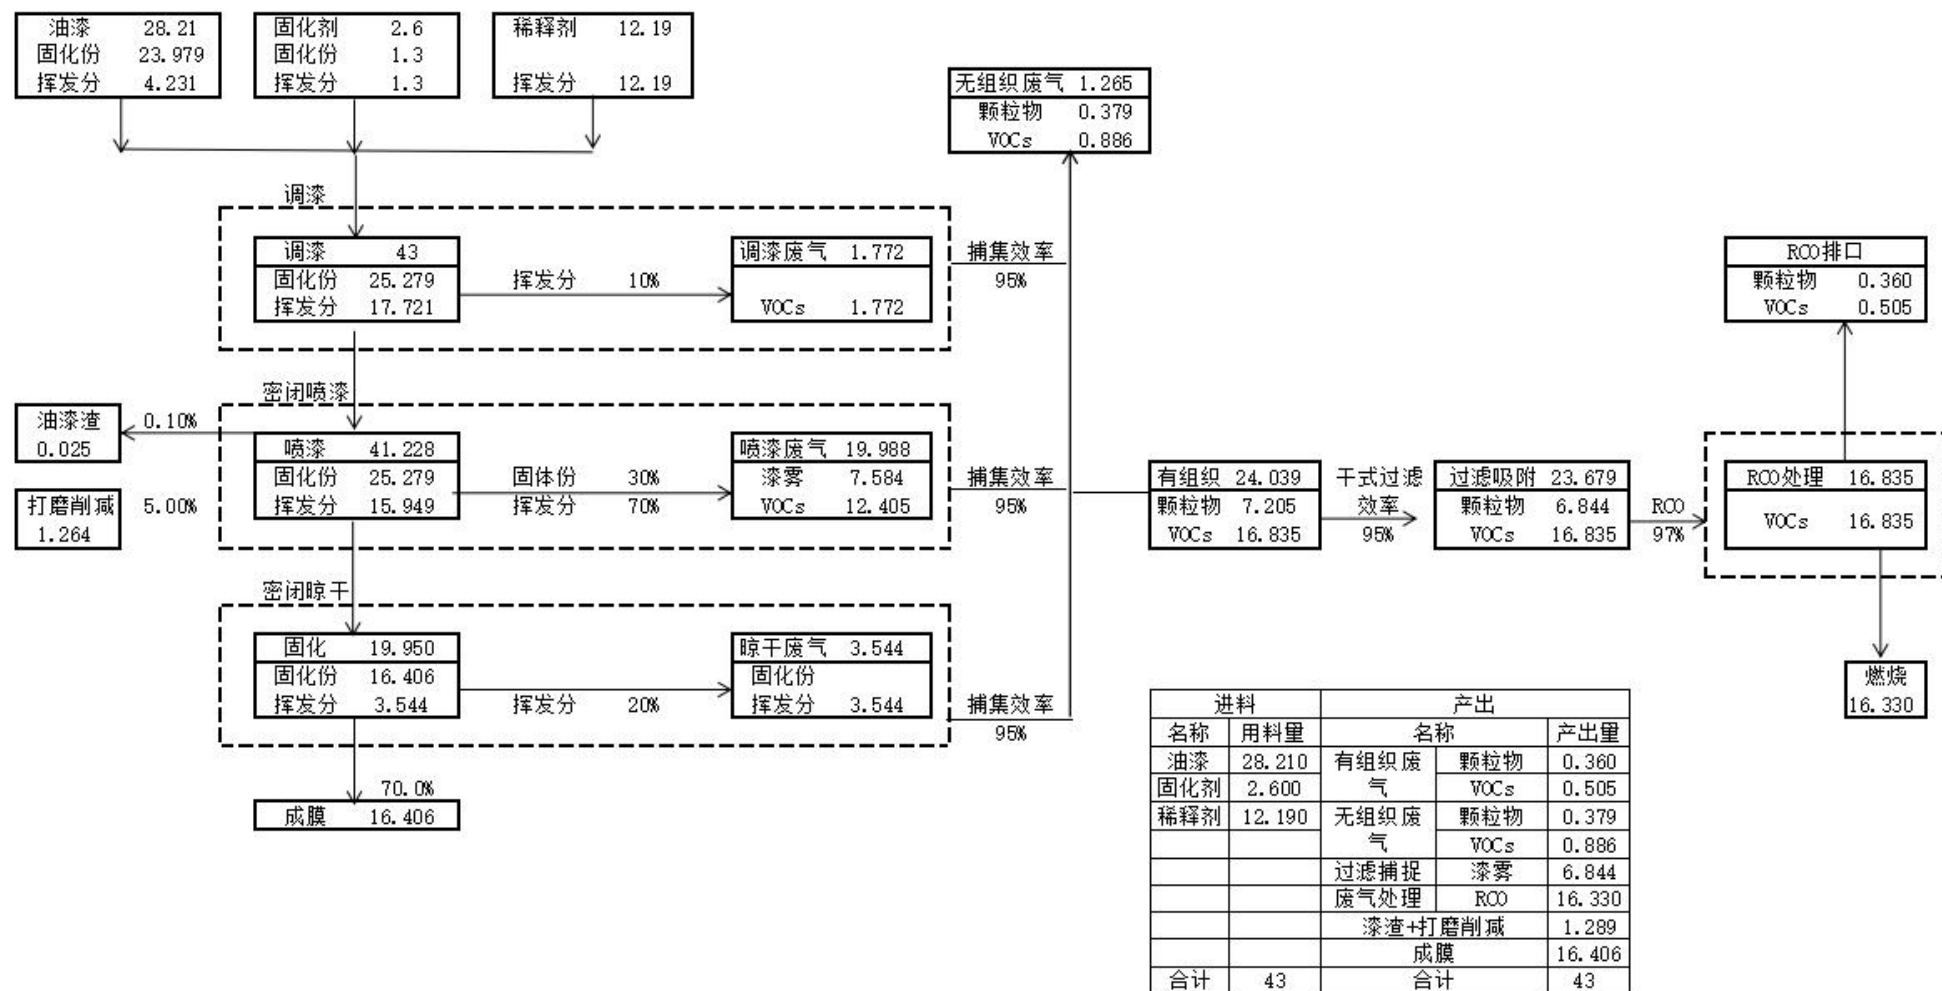 油漆 28.21
固化份 23.979
挥发分 4.231
固化剂 2.6
固化份 1.3
挥发分 1.3
稀释剂 12.19
挥发分 12.19
无组织废气 1.265
颗粒物 0.379
VOCs 0.886
调漆
调漆 43
固化份 25.279
挥发分 17.721
挥发分 10%
调漆废气 1.772
VOCs 1.772
捕集效率
95%
RCO排口
颗粒物 0.360
VOCs 0.505
密闭喷漆
油漆渣
0.025
0.10%
打磨削减
1.264
5.00%
喷漆 41.228
固化份 25.279
挥发分 15.949
固体份 30%
挥发分 70%
喷漆废气 19.988
漆雾 7.584
VOCs 12.405
捕集效率
95%
有组织 24.039
颗粒物 7.205
VOCs 16.835
干式过滤
效率
95%
过滤吸附 23.679
颗粒物 6.844
VOCs 16.835
RCO
97%
RCO处理 16.835
VOCs 16.835
燃烧
16.330
密闭晾干
固化 19.950
固化份 16.406
挥发分 3.544
挥发分 20%
晾干废气 3.544
固化份
挥发分 3.544
捕集效率
95%
70.0%
成膜 16.406
进料 产出
名称 用料量 名称 产出量
油漆 28.210 有组织废气 颗粒物 0.360
固化剂 2.600 VOCs 0.505
稀释剂 12.190 无组织废气 颗粒物 0.379
VOCs 0.886
过滤捕捉 漆雾 6.844
废气处理 RCO 16.330
漆渣+打磨削减 1.289
成膜 16.406
合计 43 合计 43